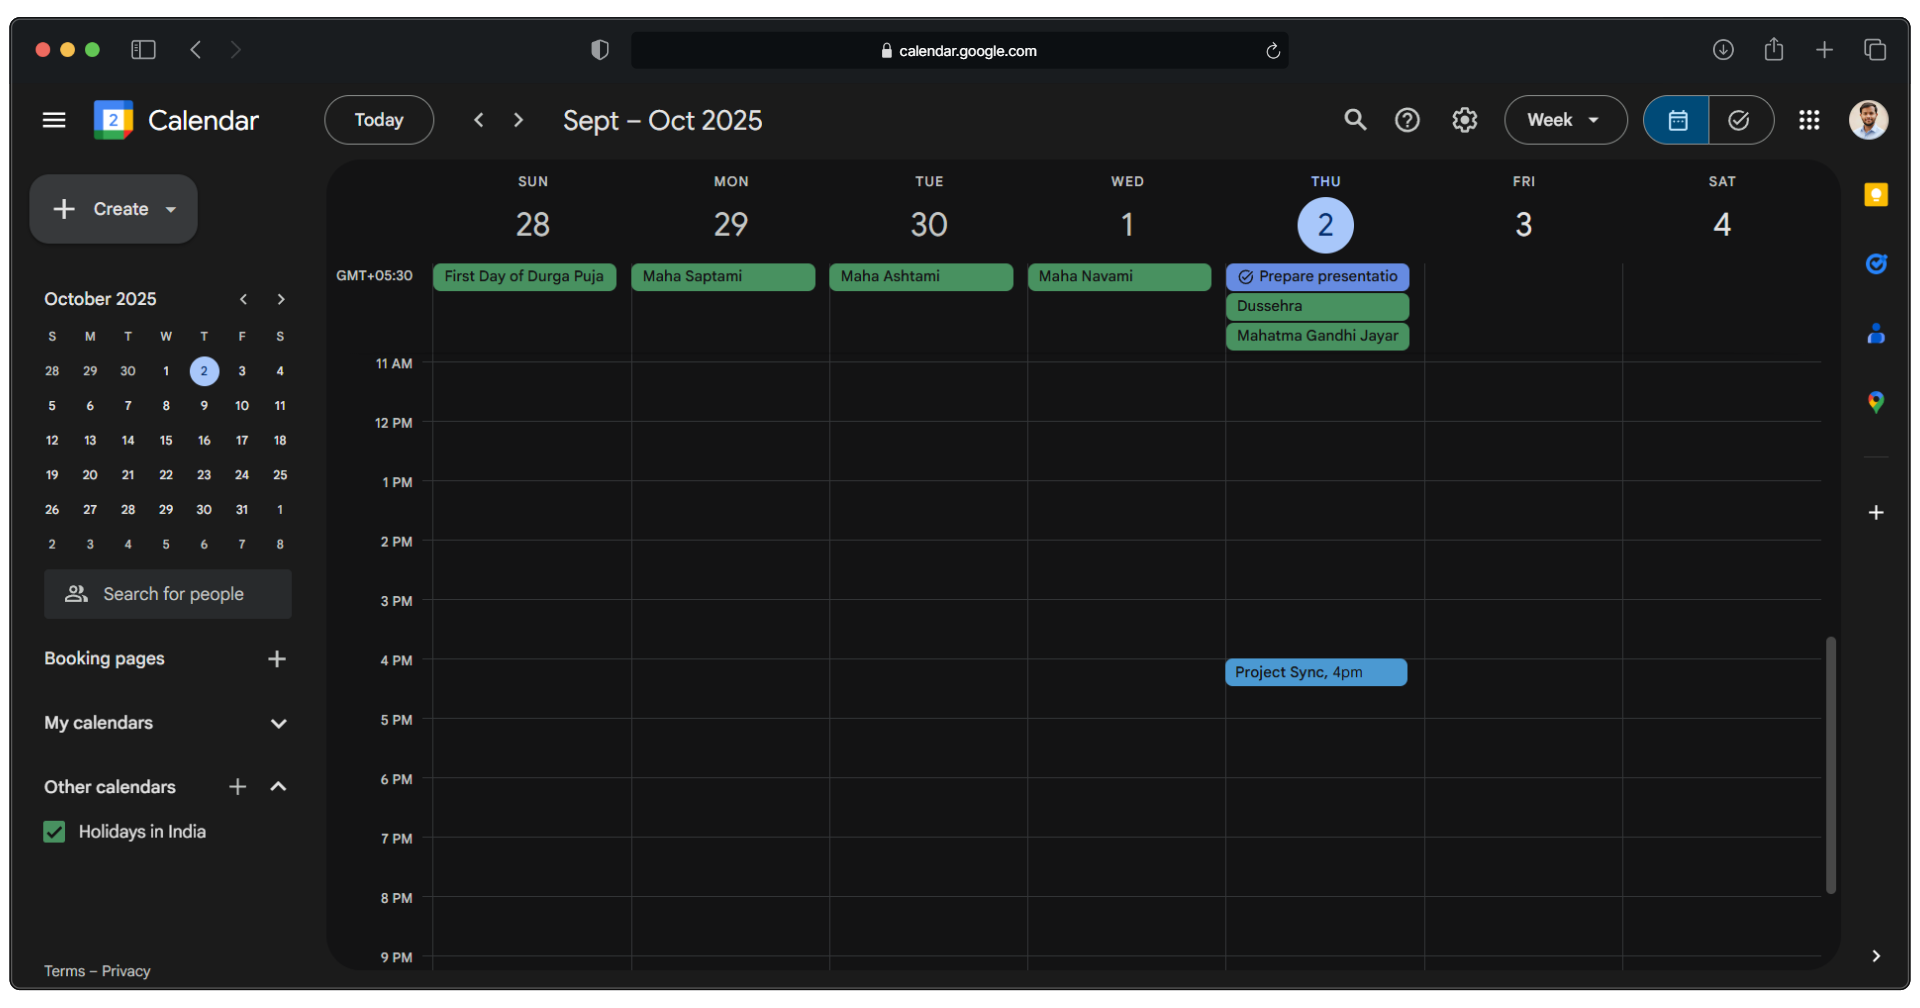 calendar.google.com
2 Calendar
Today
Sept – Oct 2025
Week
Create
SUN MON TUE WED THU FRI SAT
28 29 30 1 2 3 4
GMT+05:30
First Day of Durga Puja
Maha Saptami
Maha Ashtami
Maha Navami
Prepare presentatio
Dussehra
Mahatma Gandhi Jayar
October 2025
S M T W T F S
28 29 30 1 2 3 4
5 6 7 8 9 10 11
12 13 14 15 16 17 18
19 20 21 22 23 24 25
26 27 28 29 30 31 1
2 3 4 5 6 7 8
Search for people
Booking pages
My calendars
Other calendars
Holidays in India
Terms – Privacy
11 AM
12 PM
1 PM
2 PM
3 PM
4 PM
Project Sync, 4pm
5 PM
6 PM
7 PM
8 PM
9 PM